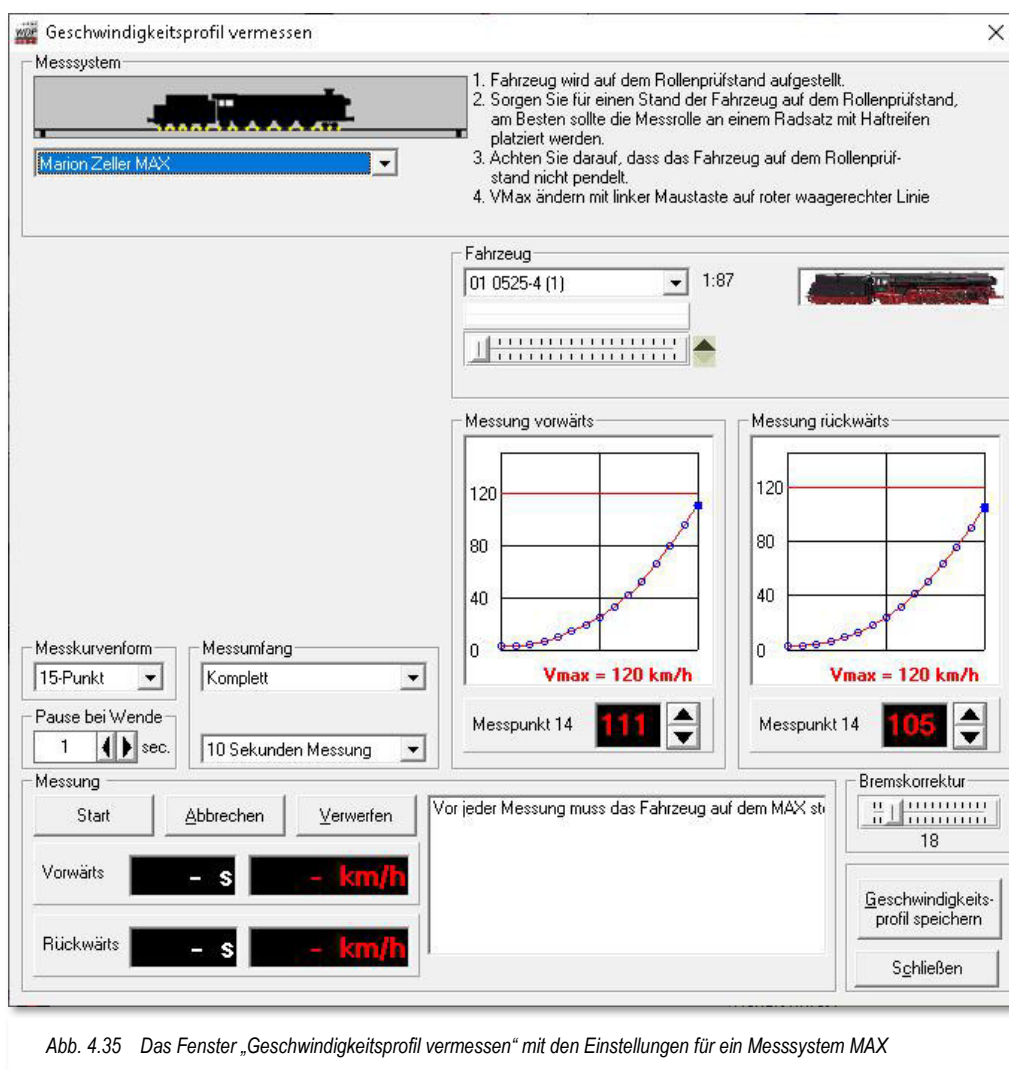 WDP Geschwindigkeitsprofil vermessen
Messsystem
Marion Zeller MAX
1. Fahrzeug wird auf dem Rollenprüfstand aufgestellt.
2. Sorgen Sie für einen Stand der Fahrzeug auf dem Rollenprüfstand,
am Besten sollte die Messrolle an einem Radsatz mit Haftreifen
platziert werden.
3. Achten Sie darauf, dass das Fahrzeug auf dem Rollenprüf-
stand nicht pendelt.
4. VMax ändern mit linker Maustaste auf roter waagerechter Linie
Fahrzeug
01 0525-4 (1)
1:87
Messung vorwärts
120
80
40
0
Vmax = 120 km/h
Messpunkt 14
111
Messung rückwärts
120
80
40
0
Vmax = 120 km/h
Messpunkt 14
105
Messkurvenform
15-Punkt
Messumfang
Komplett
Pause bei Wende
1
sec.
10 Sekunden Messung
Messung
Start
Abbrechen
Verwerfen
Vorwärts
- s
- km/h
Rückwärts
- s
- km/h
Vor jeder Messung muss das Fahrzeug auf dem MAX ste
Bremskorrektur
18
Geschwindigkeits-
profil speichern
Schließen
Abb. 4.35 Das Fenster „Geschwindigkeitsprofil vermessen“ mit den Einstellungen für ein Messsystem MAX